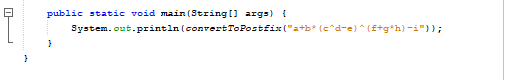 public static void main(String[] args) {
System.out.println(convertToPostfix("a+b*(c^d-e)^(f+g*h)-i"));
}
}